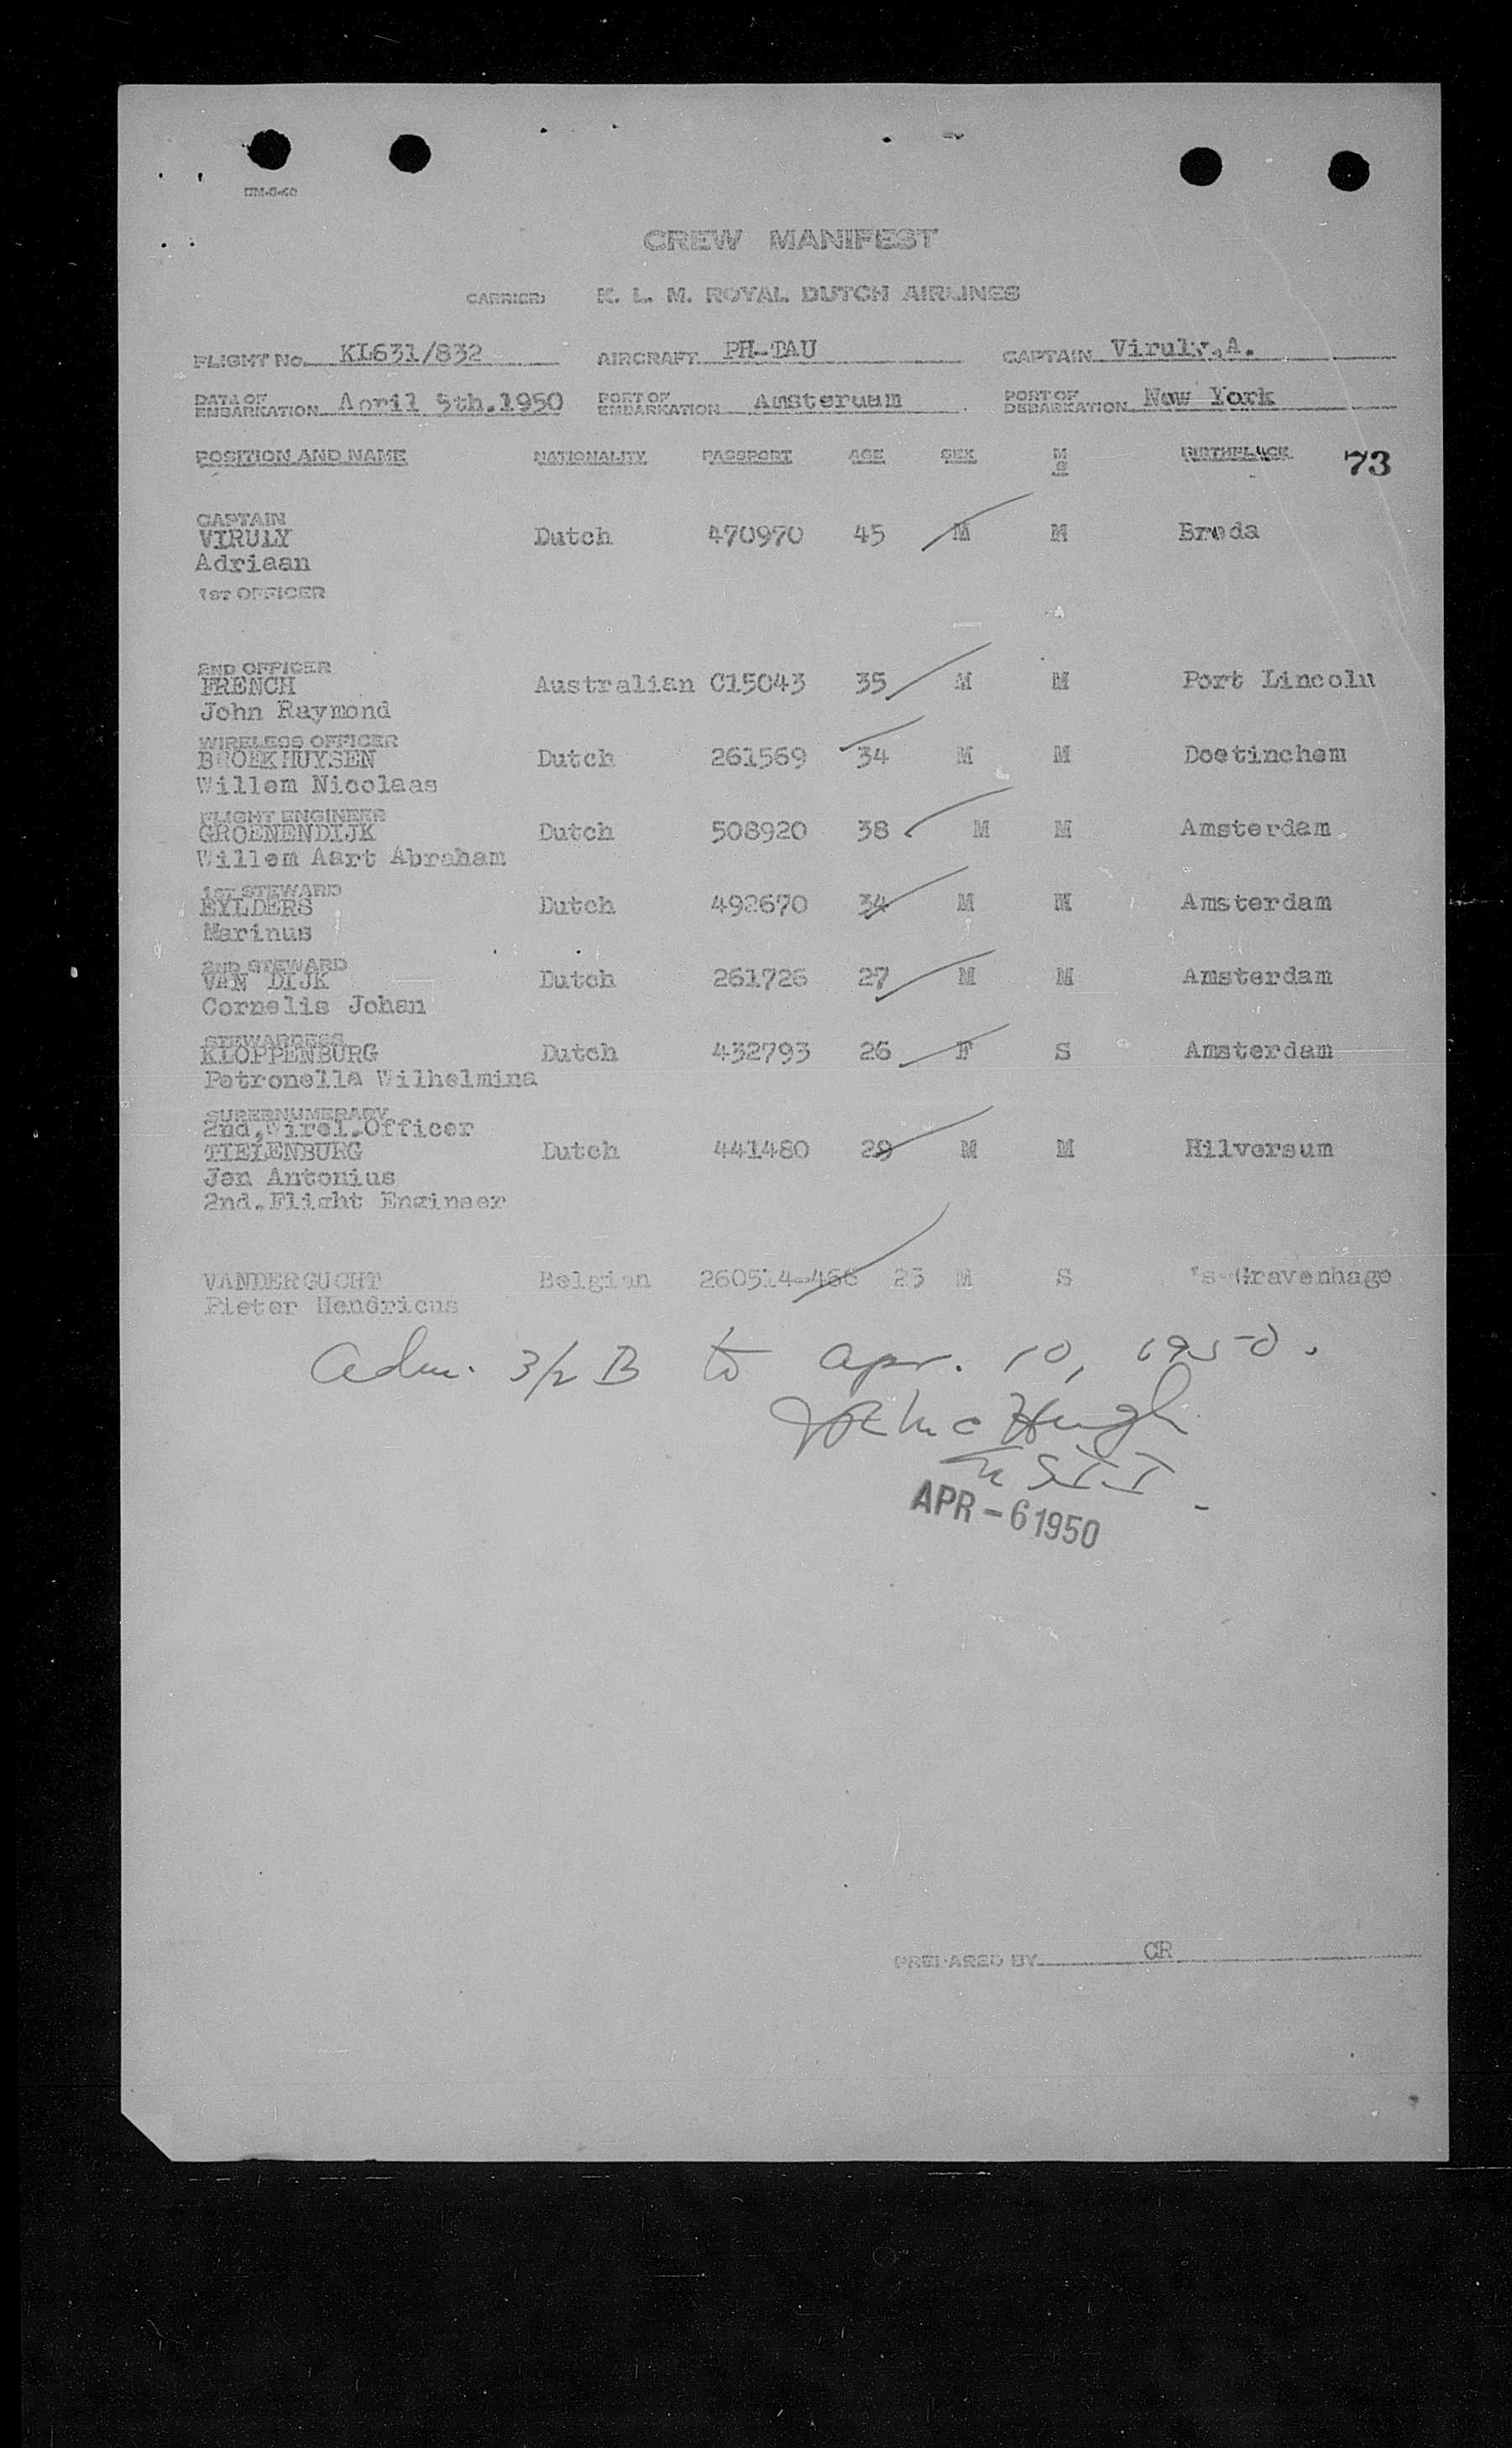 CREW MANIFEST
CARRIER: K. L. M. ROYAL DUTCH AIRLINES
FLIGHT No. KL631/832 AIRCRAFT PH-TAU CAPTAIN Viruly, A.
DATA OF EMBARKATION April 5th.1950 PORT OF EMBARKATION Amsterdam PORT OF DEBARKATION New York
POSITION AND NAME NATIONALITY PASSPORT AGE SEX M S BIRTHPLACE 73
CAPTAIN
VIRULY Dutch 470970 45 M M Breda
Adriaan
1ST OFFICER
2ND OFFICER
FRENCH Australian C15043 35 M M Port Lincoln
John Raymond
WIRELESS OFFICER
BROEKHUYSEN Dutch 261569 34 M M Doetinchem
Willem Nicolaas
FLIGHT ENGINEER
GROENENDIJK Dutch 508920 38 M M Amsterdam
Willem Aart Abraham
1ST STEWARD
EYLDERS Dutch 492670 34 M M Amsterdam
Marinus
2ND STEWARD
VAN DIJK Dutch 261726 27 M M Amsterdam
Cornelis Johan
STEWARDESS
KLOPPENBURG Dutch 432793 26 F S Amsterdam
Petronella Wilhelmina
SUPERNUMERARY
2nd.Wirel.Officer
TIELENBURG Dutch 441480 29 M M Hilversum
Jan Antonius
2nd.Flight Engineer
VANDERGUCHT Belgian 260514-466 23 M S 's-Gravenhage
Pieter Hendricus
Adm. 3/2 B to Apr. 10, 1950.
McHugh
APR -6 1950
PREPARED BY CR